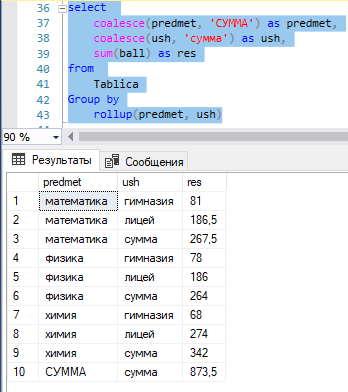 36 select
37 coalesce(predmet, 'СУММА') as predmet,
38 coalesce(ush, 'сумма') as ush,
39 sum(ball) as res
40 from
41 Tablica
42 Group by
43 rollup(predmet, ush)
90 %
Результаты Сообщения
predmet ush res
1 математика гимназия 81
2 математика лицей 186,5
3 математика сумма 267,5
4 физика гимназия 78
5 физика лицей 186
6 физика сумма 264
7 химия гимназия 68
8 химия лицей 274
9 химия сумма 342
10 СУММА сумма 873,5